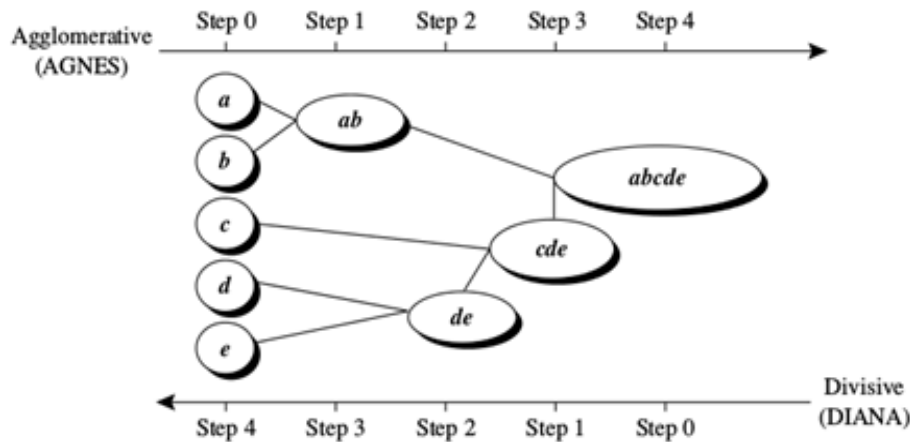 Step 0 Step 1 Step 2 Step 3 Step 4
Agglomerative
(AGNES)
a
ab
b
abcde
c
cde
d
de
e
Divisive
(DIANA)
Step 4 Step 3 Step 2 Step 1 Step 0